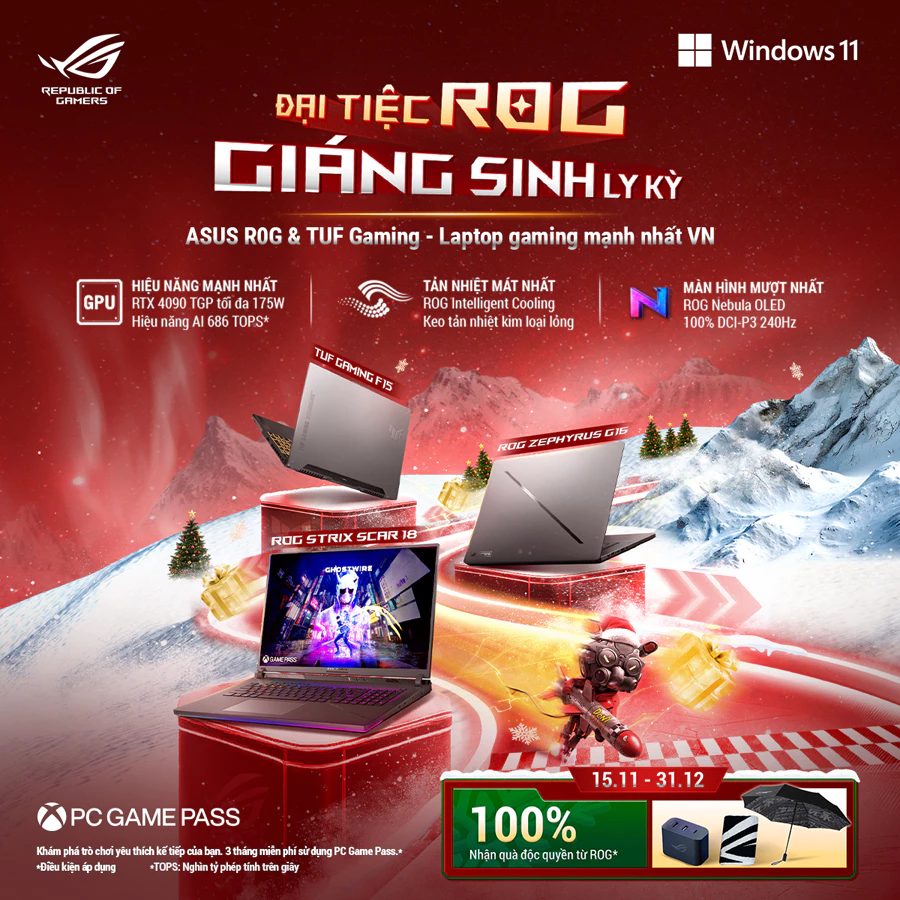 REPUBLIC OF
GAMERS
Windows 11
ĐẠI TIỆC ROG
GIÁNG SINH LY KỲ
ASUS ROG & TUF Gaming - Laptop gaming mạnh nhất VN
GPU
HIỆU NĂNG MẠNH NHẤT
RTX 4090 TGP tối đa 175W
Hiệu năng AI 686 TOPS*
TẢN NHIỆT MÁT NHẤT
ROG Intelligent Cooling
Keo tản nhiệt kim loại lỏng
MÀN HÌNH MƯỢT NHẤT
ROG Nebula OLED
100% DCI-P3 240Hz
TUF GAMING F15
ROG ZEPHYRUS G16
ROG STRIX SCAR 18
GHOSTWIRE
GAME PASS
15.11 - 31.12
100%
Nhận quà độc quyền từ ROG*
PC GAME PASS
Khám phá trò chơi yêu thích kế tiếp của bạn. 3 tháng miễn phí sử dụng PC Game Pass.*
*Điều kiện áp dụng
*TOPS: Nghìn tỷ phép tính trên giây